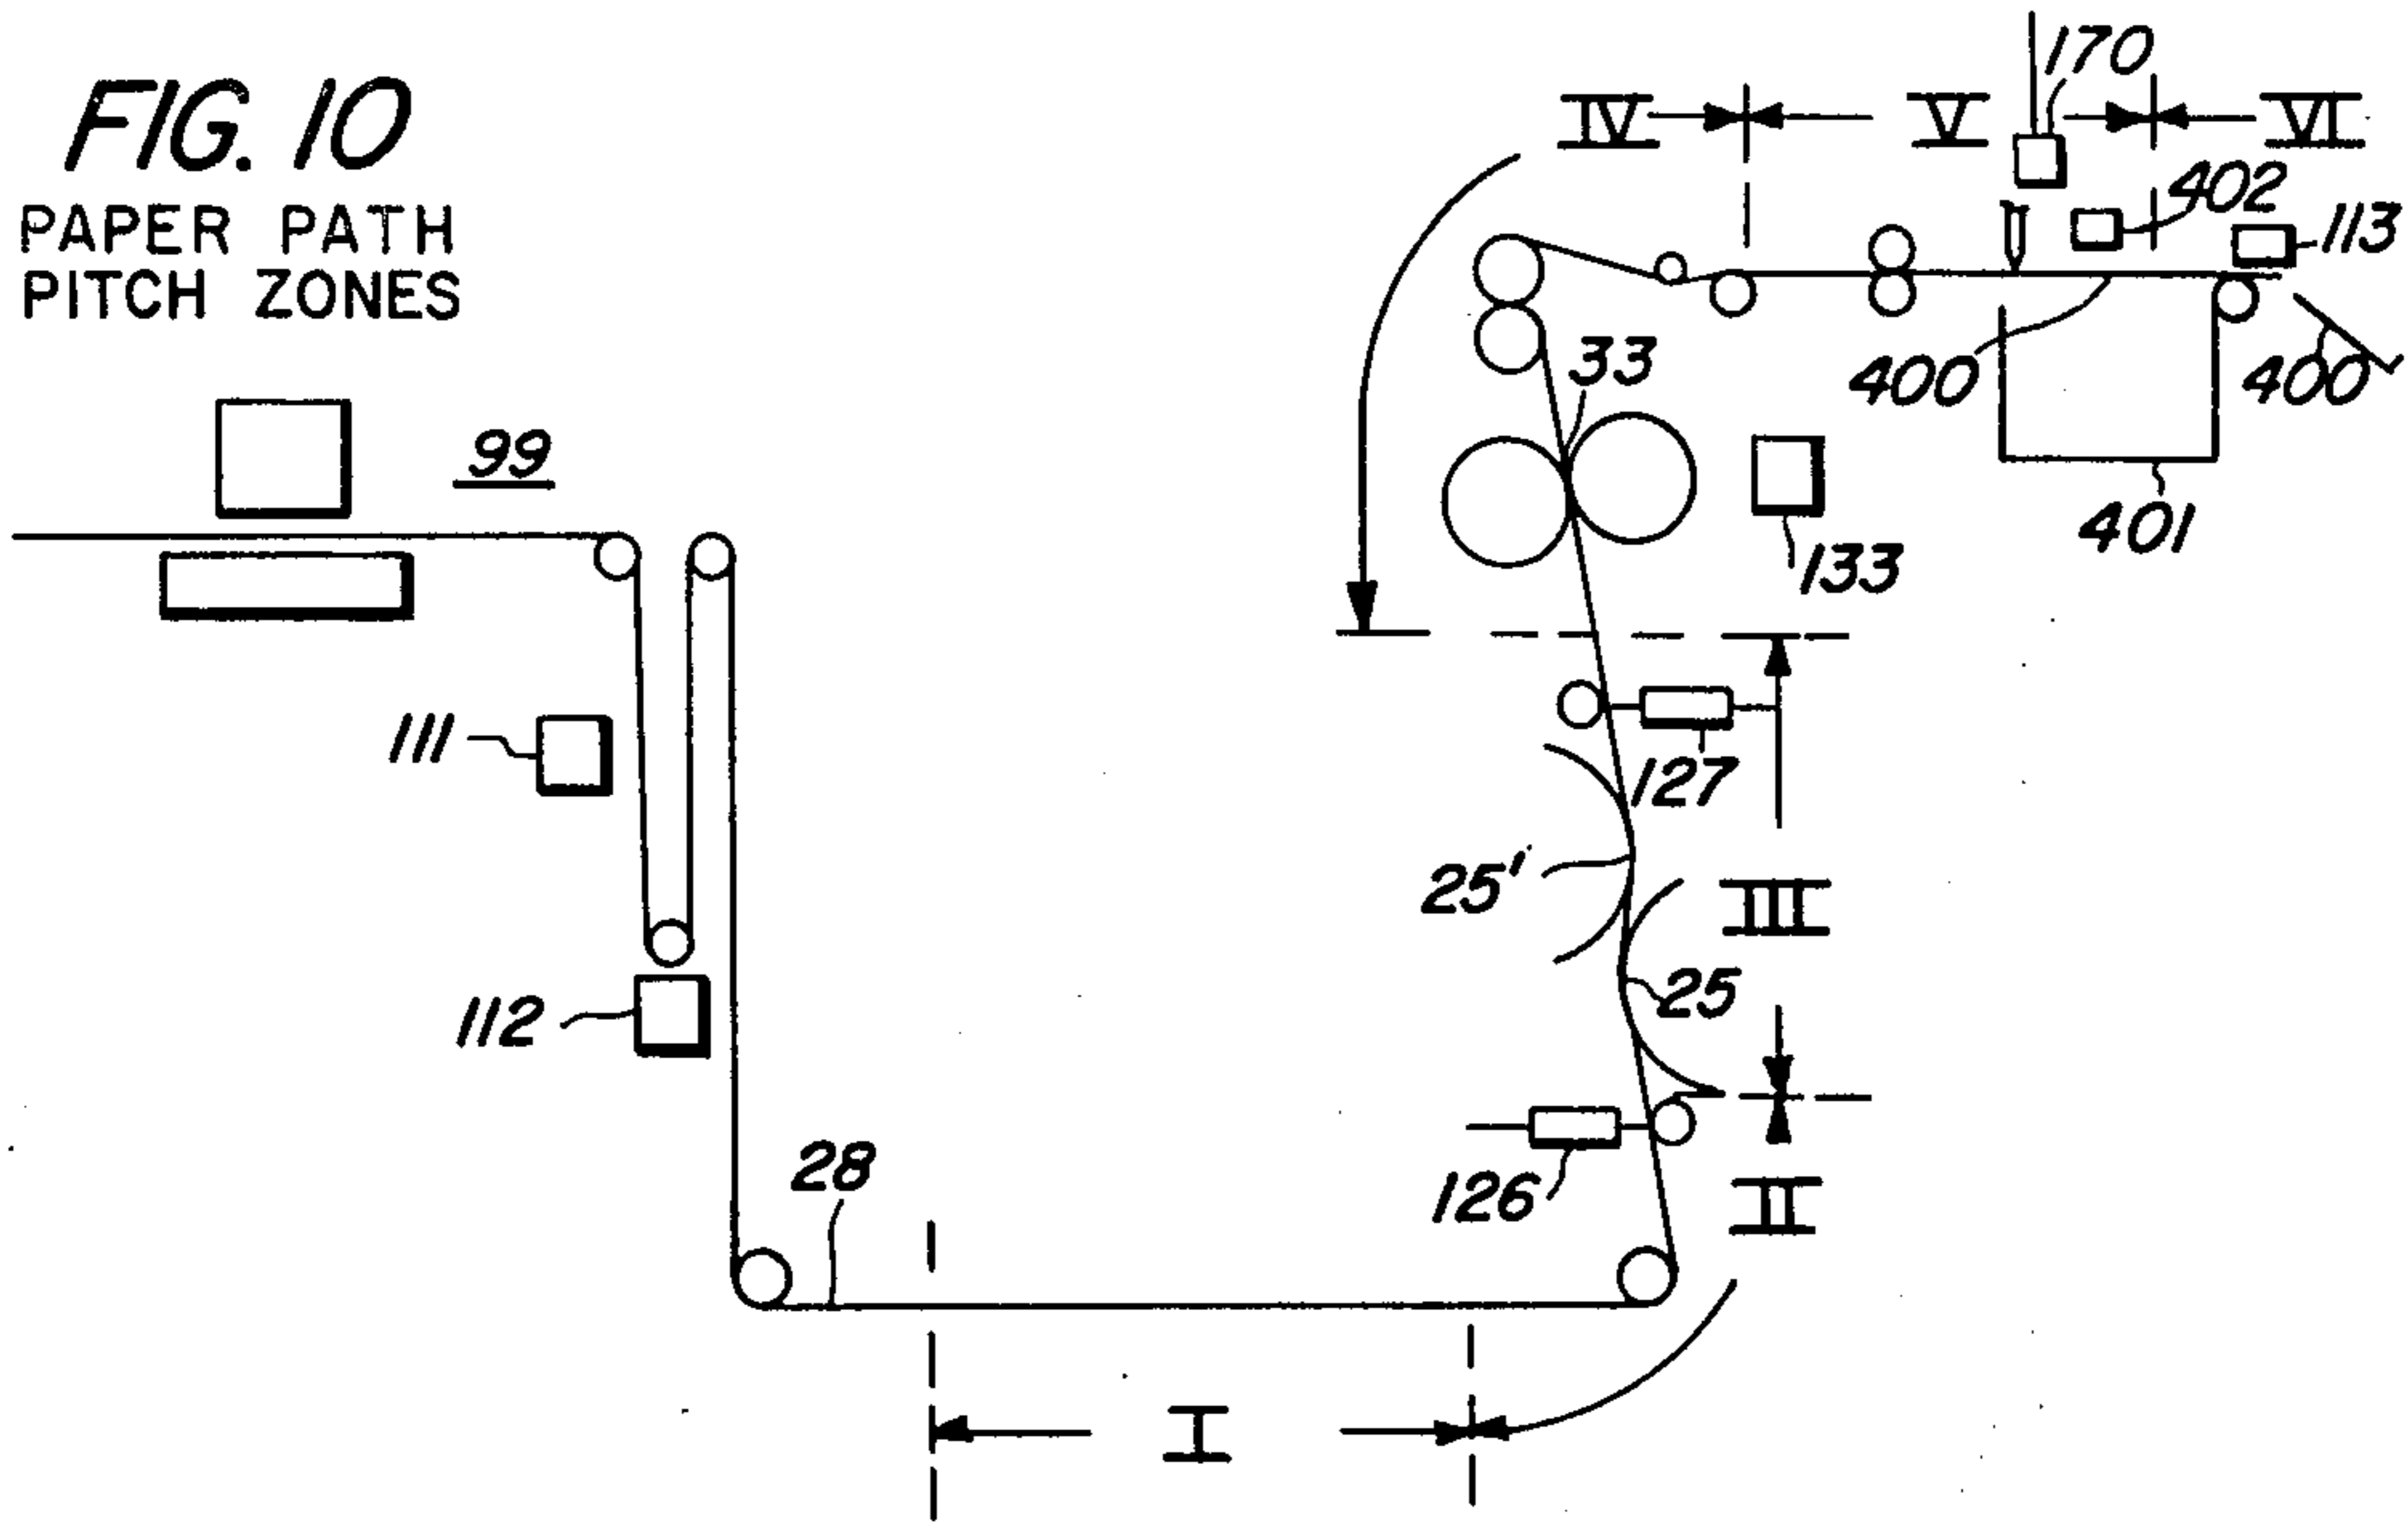 FIG. 10
PAPER PATH
PITCH ZONES
170
IV
V
VI
402
113
33
400
400
99
401
133
111
127
25'
III
25
112
28
126
II
I